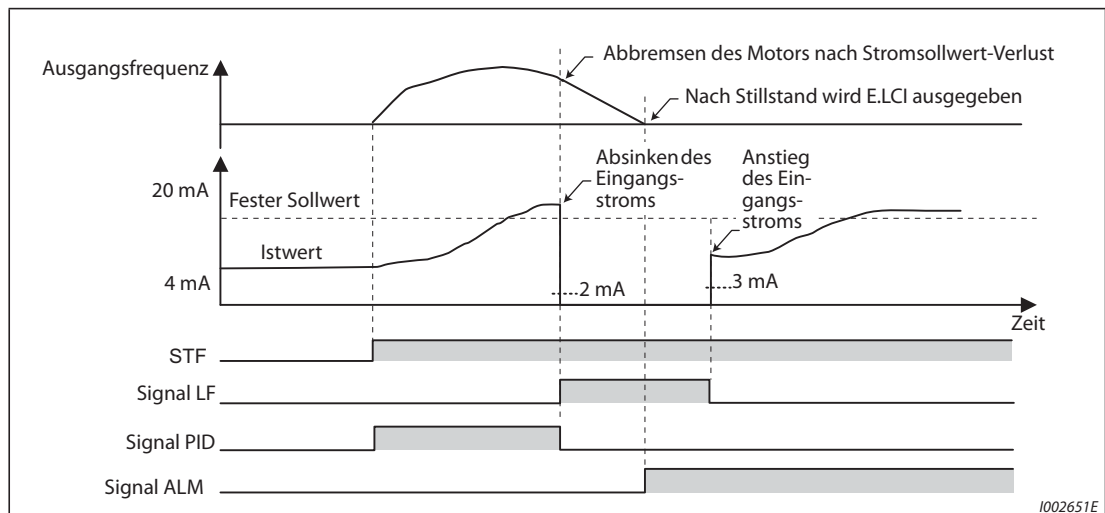 Ausgangsfrequenz
Abbremsen des Motors nach Stromsollwert-Verlust
Nach Stillstand wird E.LCI ausgegeben
20 mA
Fester Sollwert
Absinken des
Eingangs-
stroms
Anstieg
des Ein-
gangs-
stroms
Istwert
4 mA
2 mA
3 mA
Zeit
STF
Signal LF
Signal PID
Signal ALM
I002651E